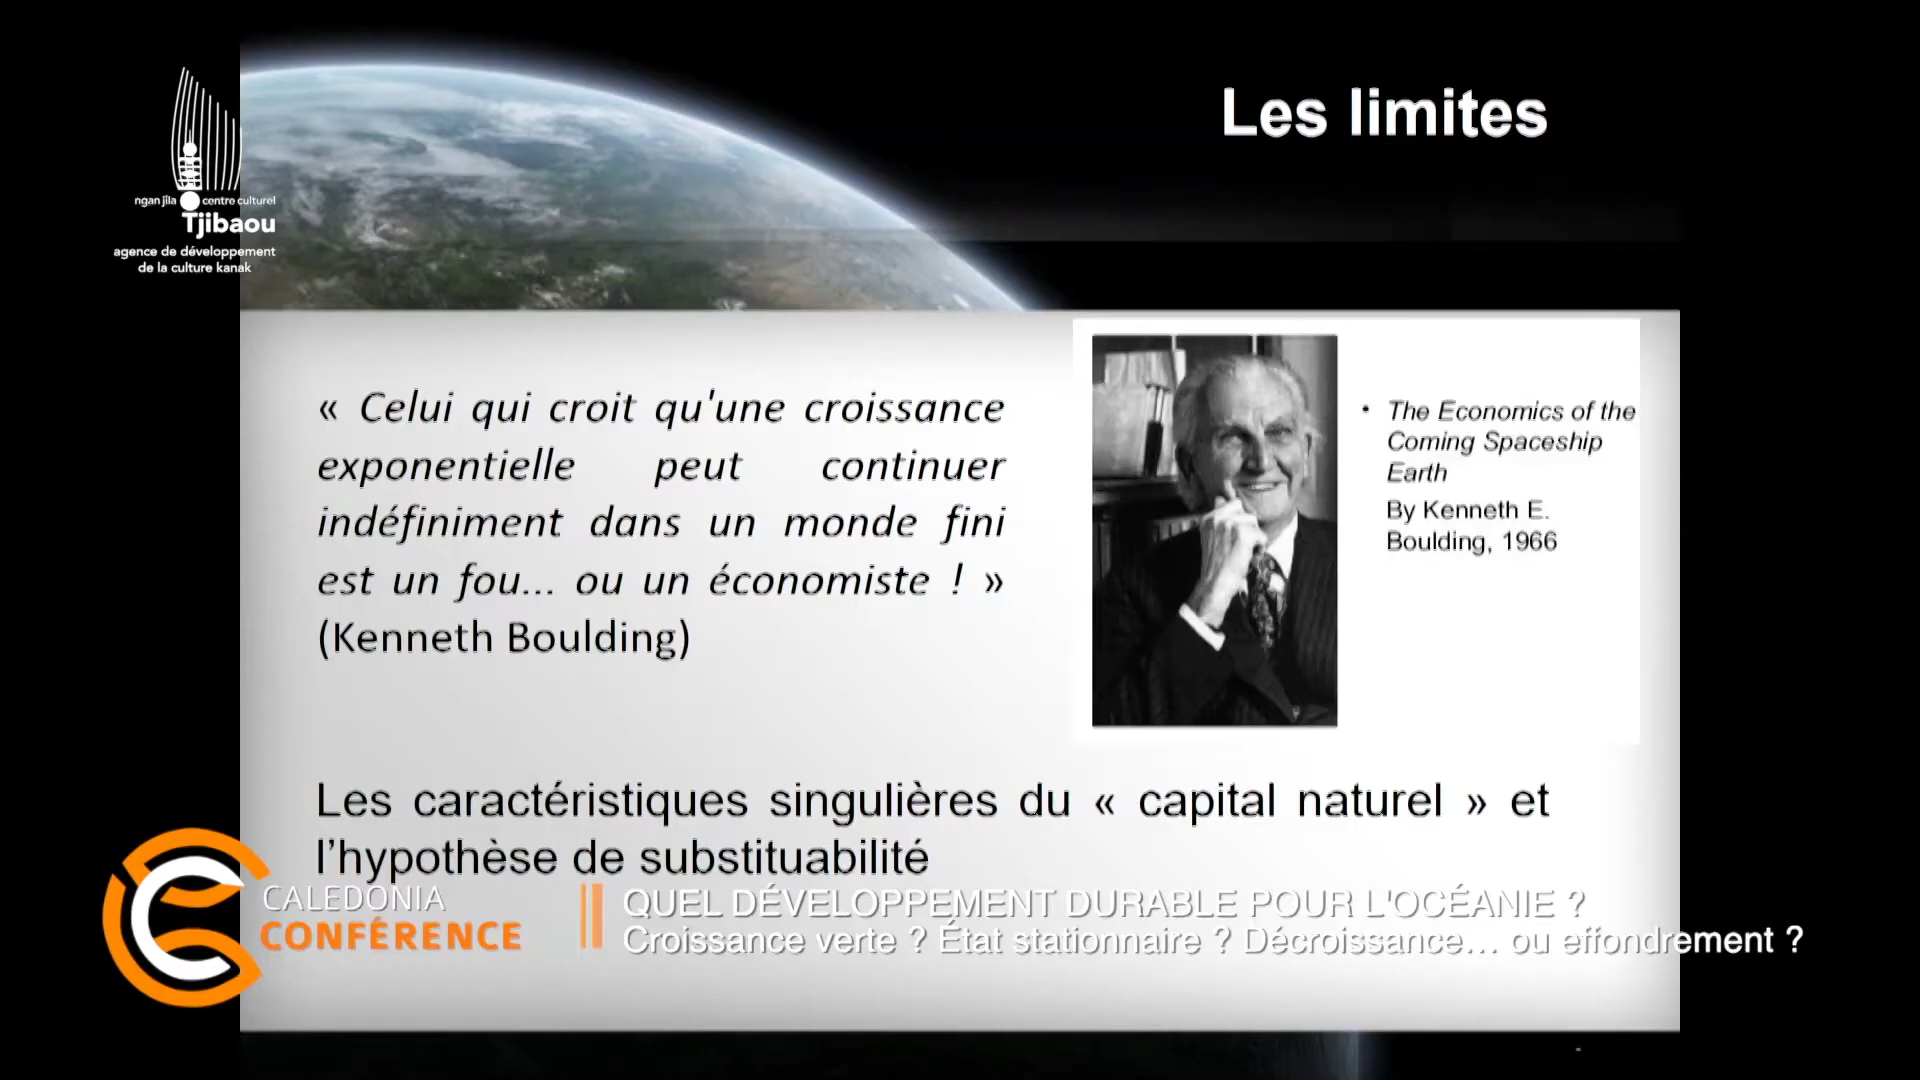 Les limites
ngan jila centre culturel
Tjibaou
agence de développement
de la culture kanak
« Celui qui croit qu'une croissance
exponentielle peut continuer
indéfiniment dans un monde fini
est un fou... ou un économiste ! »
(Kenneth Boulding)
• The Economics of the
Coming Spaceship
Earth
By Kenneth E.
Boulding, 1966
Les caractéristiques singulières du « capital naturel » et
l'hypothèse de substituabilité
CALEDONIA
CONFÉRENCE
QUEL DÉVELOPPEMENT DURABLE POUR L'OCÉANIE ?
Croissance verte ? État stationnaire ? Décroissance... ou effondrement ?